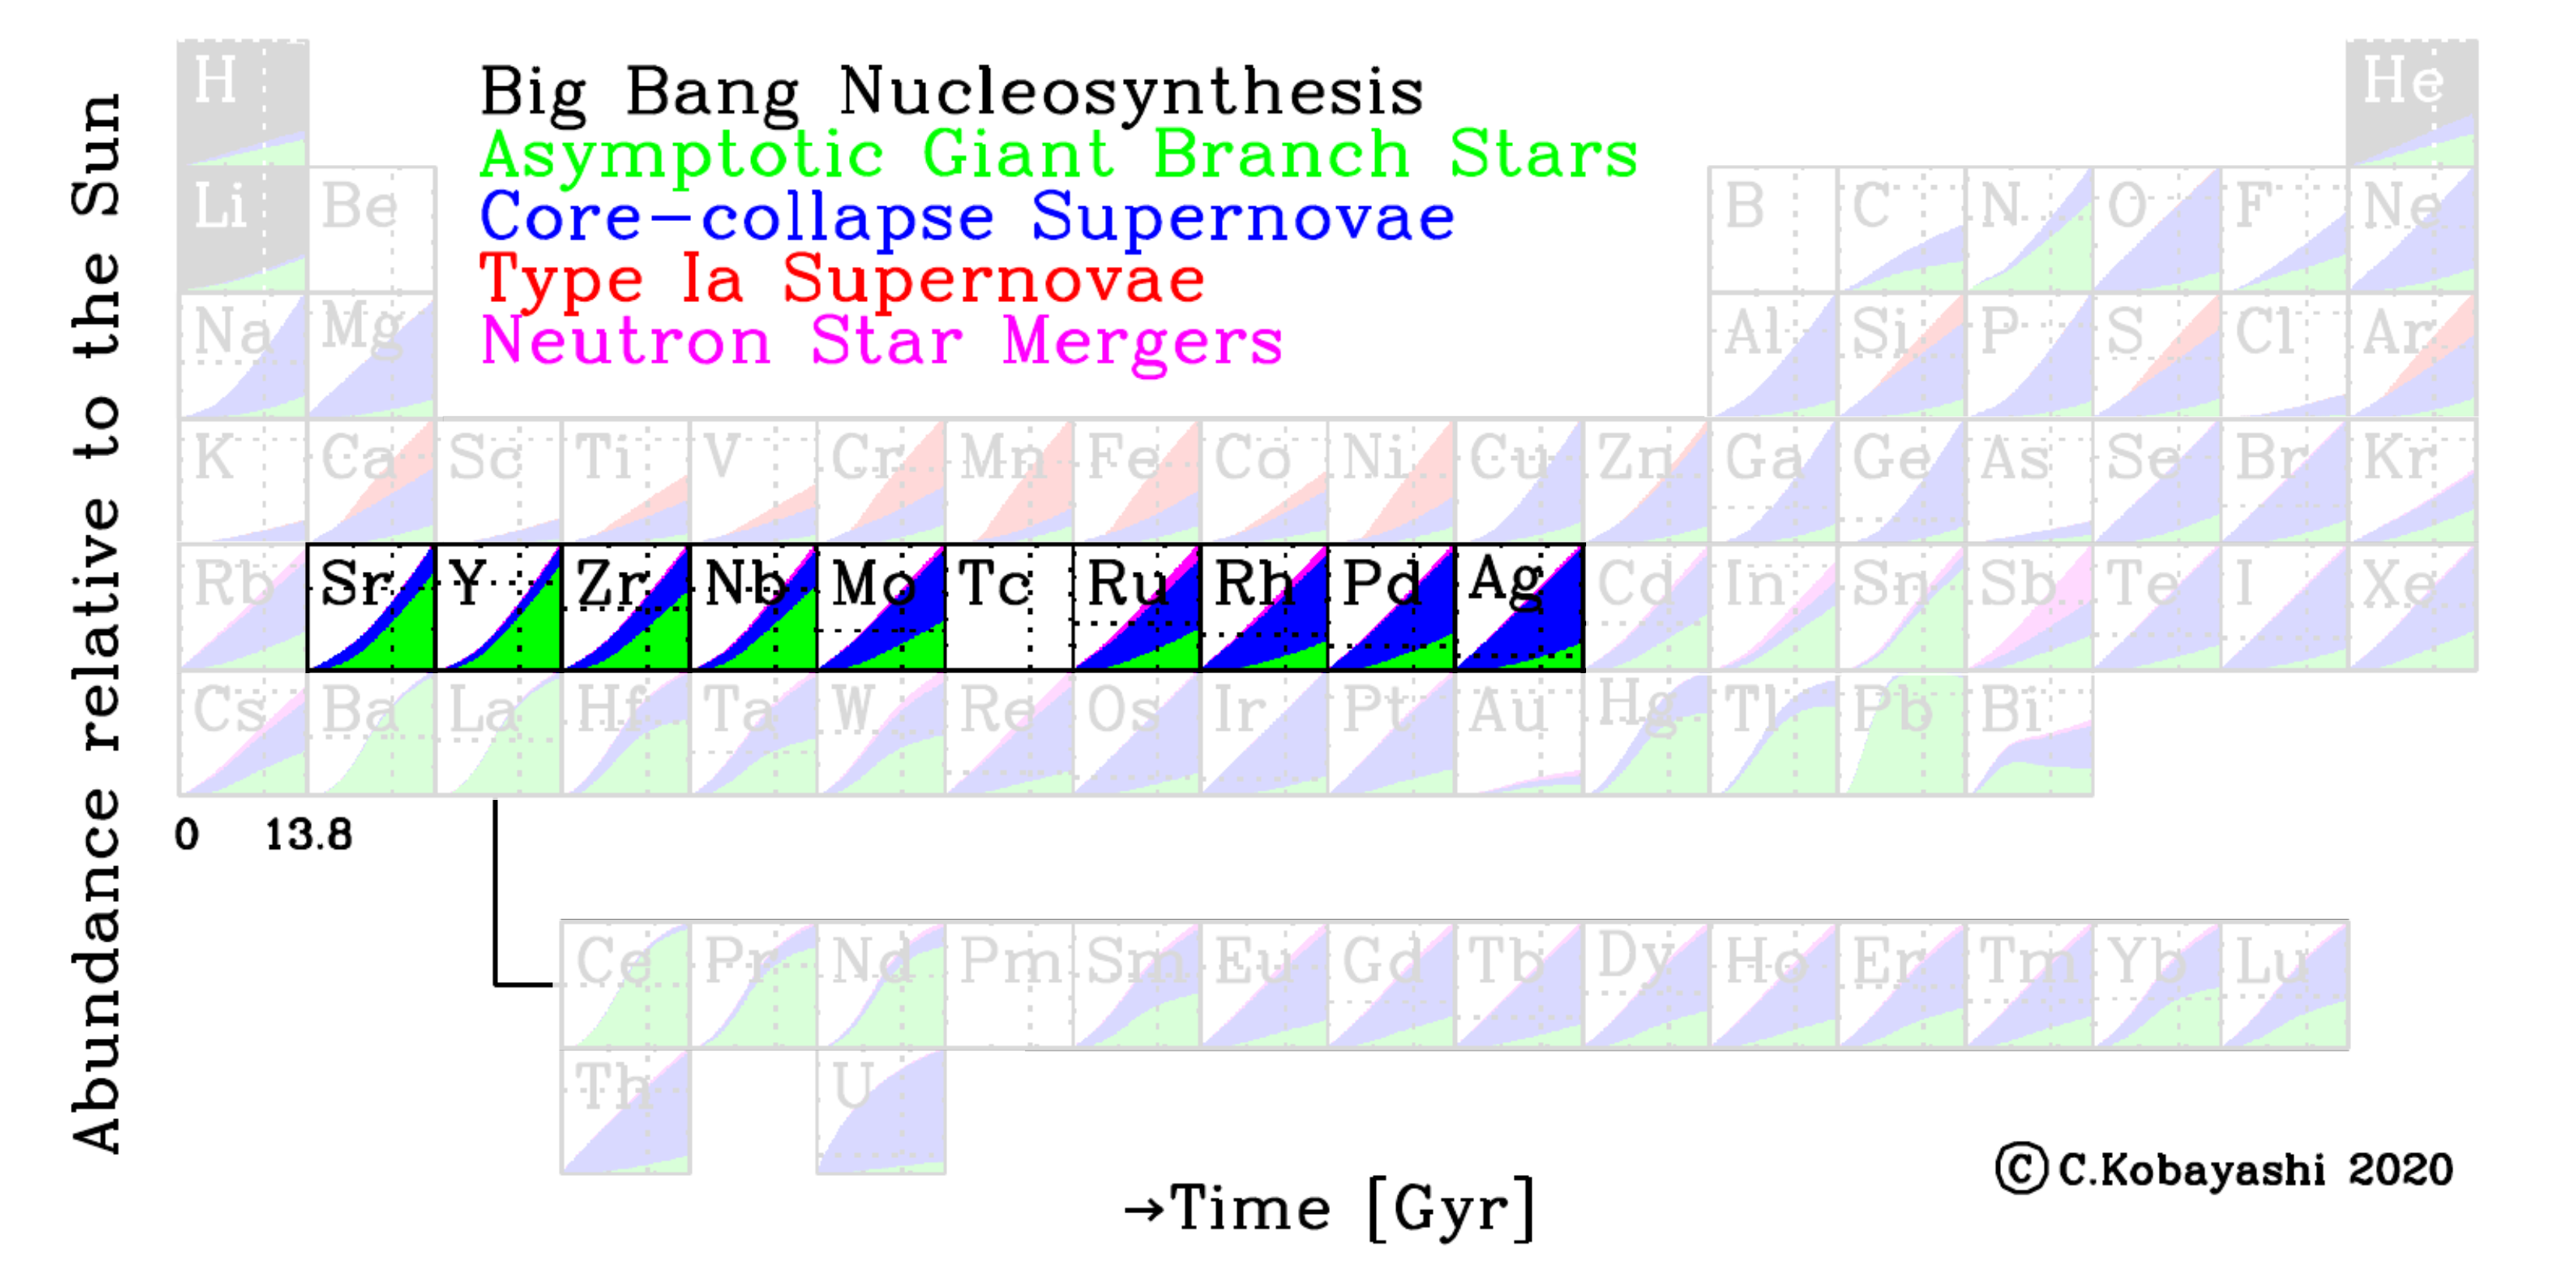 Abundance relative to the Sun
Big Bang Nucleosynthesis
Asymptotic Giant Branch Stars
Core-collapse Supernovae
Type Ia Supernovae
Neutron Star Mergers
H He
Li Be B C N O F Ne
Na Mg Al Si P S Cl Ar
K Ca Sc Ti V Cr Mn Fe Co Ni Cu Zn Ga Ge As Se Br Kr
Rb Sr Y Zr Nb Mo Tc Ru Rh Pd Ag Cd In Sn Sb Te I Xe
Cs Ba La Hf Ta W Re Os Ir Pt Au Hg Tl Pb Bi
0 13.8
Ce Pr Nd Pm Sm Eu Gd Tb Dy Ho Er Tm Yb Lu
Th U
→Time [Gyr]
©C.Kobayashi 2020